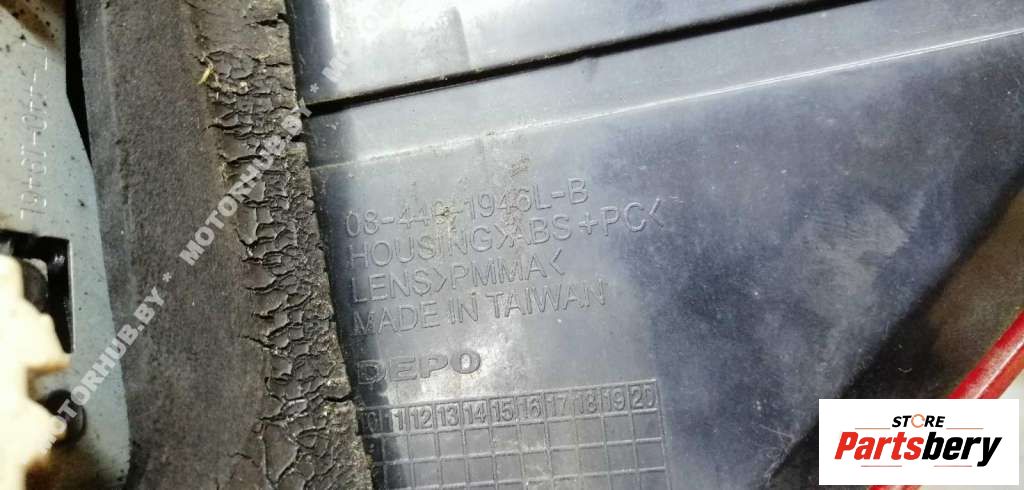 HOUSING>ABS+PC<
LENS>PMMA<
MADE IN TAIWAN
DEPO
10 11 12 13 14 15 16 17 18 19 20
MOTORHUB.BY * MOTORHUB
STORE
Partsbery